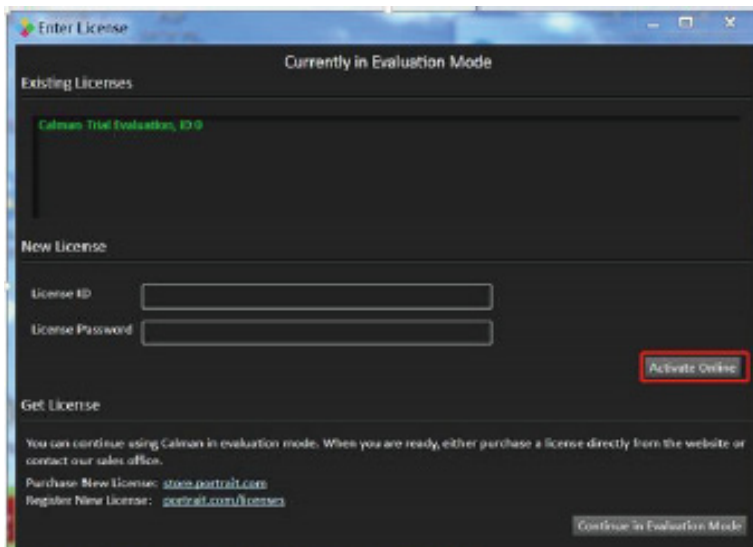 Enter License
Currently in Evaluation Mode
Existing Licenses
Calman Trial Evaluation, ID:0
New License
License ID
License Password
Activate Online
Get License
You can continue using Calman in evaluation mode. When you are ready, either purchase a license directly from the website or
contact our sales office.
Purchase New License: store.portrait.com
Register New License: portrait.com/licenses
Continue in Evaluation Mode